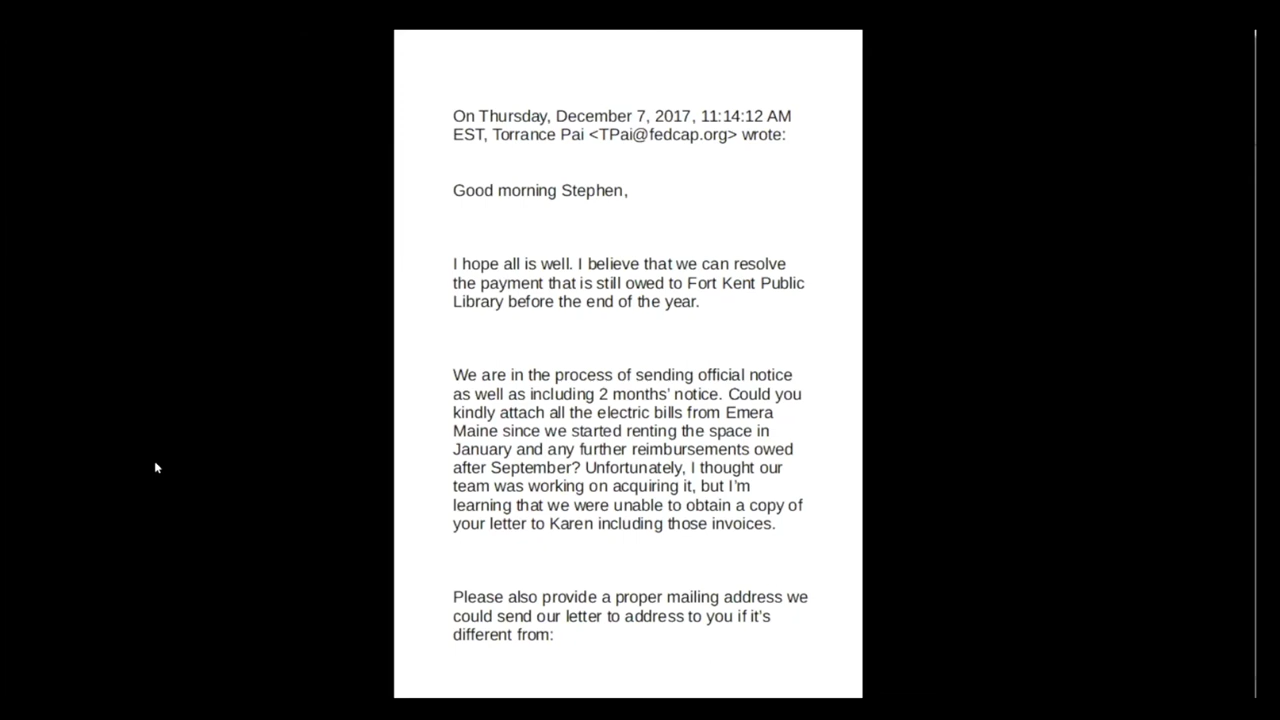 On Thursday, December 7, 2017, 11:14:12 AM
EST, Torrance Pai <TPai@fedcap.org> wrote:
Good morning Stephen,
I hope all is well. I believe that we can resolve
the payment that is still owed to Fort Kent Public
Library before the end of the year.
We are in the process of sending official notice
as well as including 2 months’ notice. Could you
kindly attach all the electric bills from Emera
Maine since we started renting the space in
January and any further reimbursements owed
after September? Unfortunately, I thought our
team was working on acquiring it, but I’m
learning that we were unable to obtain a copy of
your letter to Karen including those invoices.
Please also provide a proper mailing address we
could send our letter to address to you if it’s
different from: